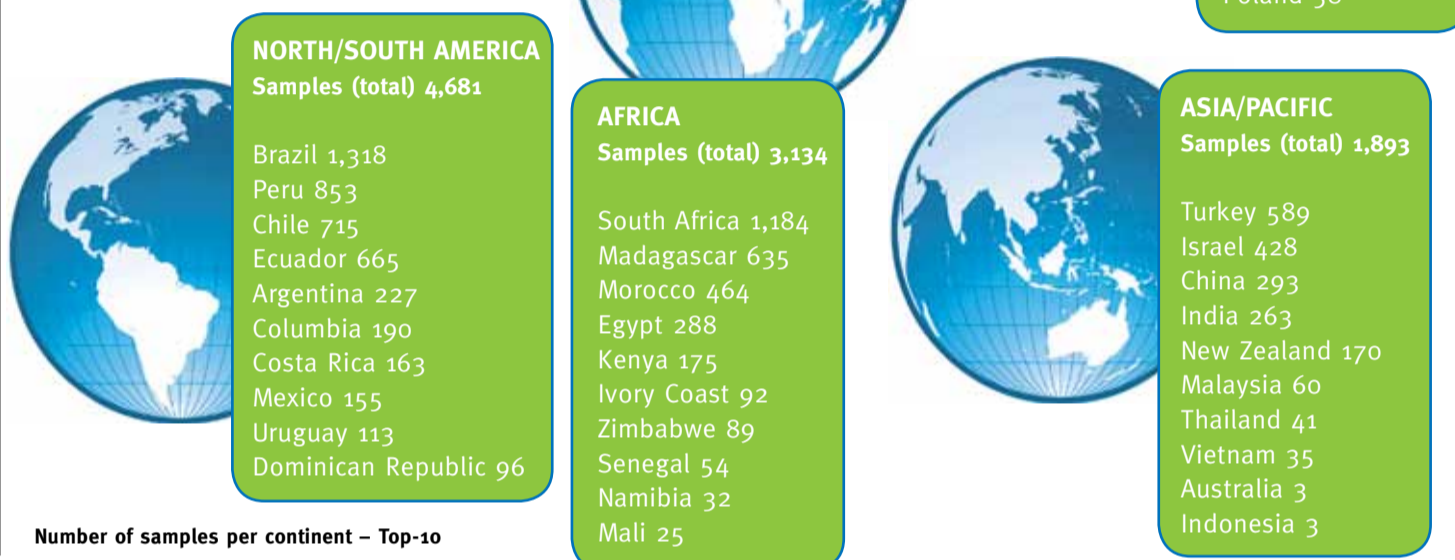 NORTH/SOUTH AMERICA
Samples (total) 4,681
Brazil 1,318
Peru 853
Chile 715
Ecuador 665
Argentina 227
Columbia 190
Costa Rica 163
Mexico 155
Uruguay 113
Dominican Republic 96
Number of samples per continent – Top-10
AFRICA
Samples (total) 3,134
South Africa 1,184
Madagascar 635
Morocco 464
Egypt 288
Kenya 175
Ivory Coast 92
Zimbabwe 89
Senegal 54
Namibia 32
Mali 25
ASIA/PACIFIC
Samples (total) 1,893
Turkey 589
Israel 428
China 293
India 263
New Zealand 170
Malaysia 60
Thailand 41
Vietnam 35
Australia 3
Indonesia 3